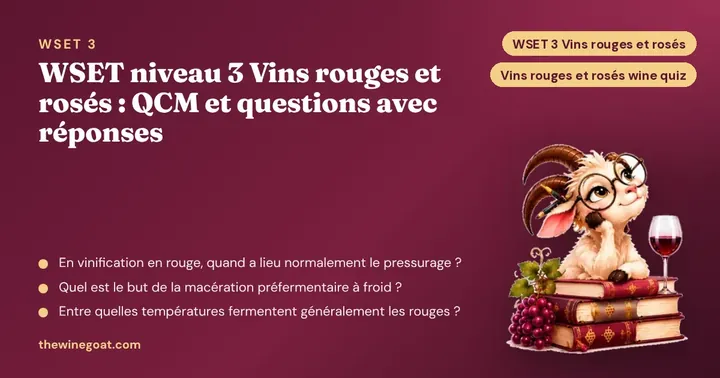 WSET 3
WSET niveau 3 Vins rouges et
rosés : QCM et questions avec
réponses
WSET 3 Vins rouges et rosés
Vins rouges et rosés wine quiz
En vinification en rouge, quand a lieu normalement le pressurage ?
Quel est le but de la macération préfermentaire à froid ?
Entre quelles températures fermentent généralement les rouges ?
thewinegoat.com